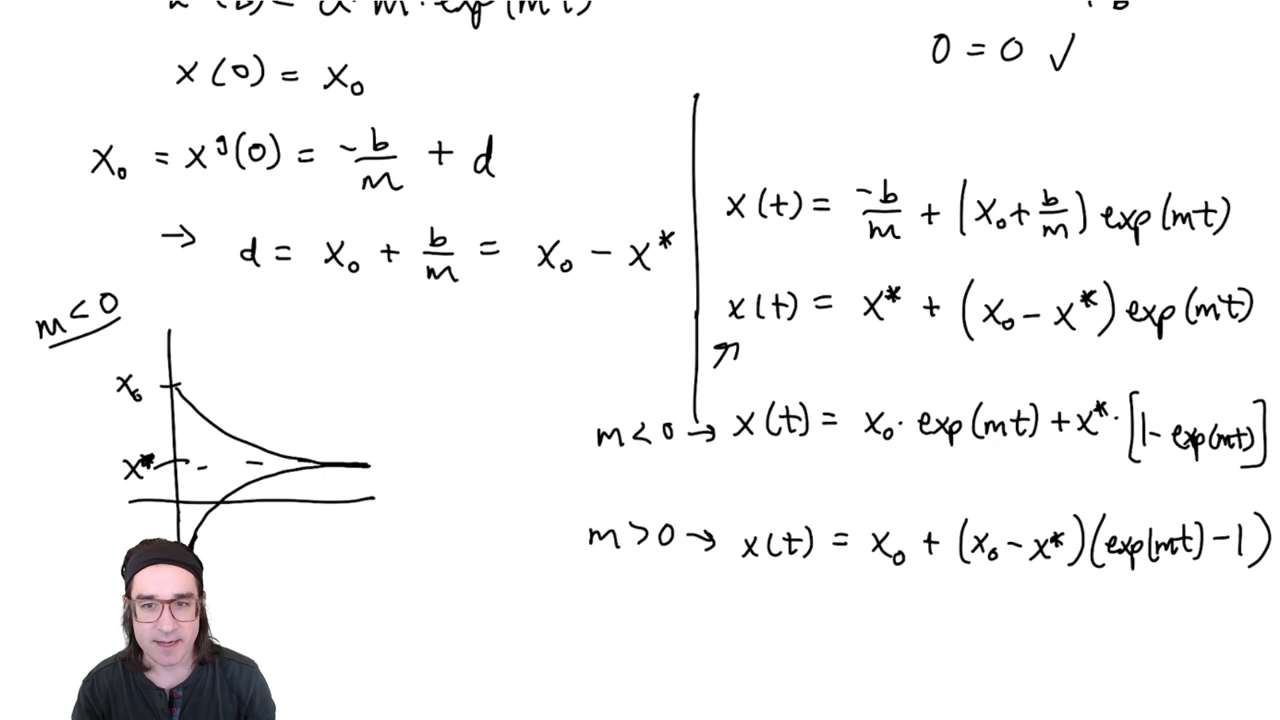 x(0) = x₀
x₀ = xᵍ(0) = -b/m + d
→ d = x₀ + b/m = x₀ - x*
m<0
x₀
x*
0 = 0 ✓
x(t) = -b/m + (x₀+b/m) exp(mt)
x(t) = x* + (x₀ - x*) exp(mt)
m<0 → x(t) = x₀· exp(mt) + x*· [1- exp(mt)]
m>0 → x(t) = x₀ + (x₀ - x*)(exp(mt) -1)